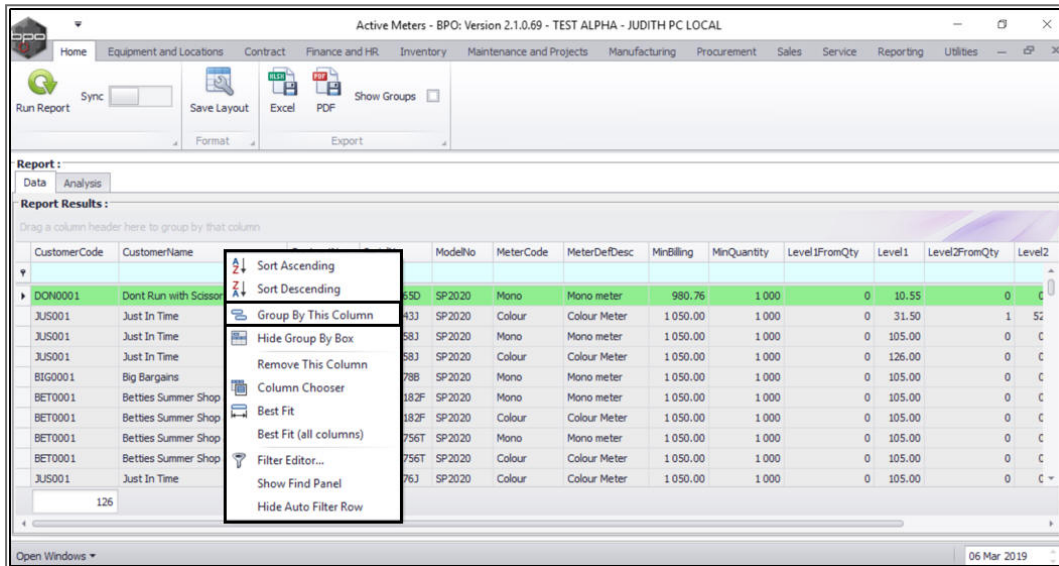 bpo
Active Meters - BPO: Version 2.1.0.69 - TEST ALPHA - JUDITH PC LOCAL
Home Equipment and Locations Contract Finance and HR Inventory Maintenance and Projects Manufacturing Procurement Sales Service Reporting Utilities
Run Report Sync Save Layout XLSX Excel PDF PDF Show Groups
Format Export
Report :
Data Analysis
Report Results :
Drag a column header here to group by that column
CustomerCode CustomerName ModelNo MeterCode MeterDefDesc MinBilling MinQuantity Level1FromQty Level1 Level2FromQty Level2
DON0001 Dont Run with Scissor 65D SP2020 Mono Mono meter 980.76 1 000 0 10.55 0
JUS001 Just In Time 43J SP2020 Colour Colour Meter 1 050.00 1 000 0 31.50 1 52
JUS001 Just In Time 58J SP2020 Mono Mono meter 1 050.00 1 000 0 105.00 0
JUS001 Just In Time 58J SP2020 Colour Colour Meter 1 050.00 1 000 0 126.00 0
BIG0001 Big Bargains 78B SP2020 Mono Mono meter 1 050.00 1 000 0 105.00 0
BET0001 Betties Summer Shop 182F SP2020 Mono Mono meter 1 050.00 1 000 0 105.00 0
BET0001 Betties Summer Shop 182F SP2020 Colour Colour Meter 1 050.00 1 000 0 105.00 0
BET0001 Betties Summer Shop 756T SP2020 Mono Mono meter 1 050.00 1 000 0 105.00 0
BET0001 Betties Summer Shop 756T SP2020 Colour Colour Meter 1 050.00 1 000 0 105.00 0
JUS001 Just In Time 76J SP2020 Colour Colour Meter 1 050.00 1 000 0 105.00 0
126
Sort Ascending
Sort Descending
Group By This Column
Hide Group By Box
Remove This Column
Column Chooser
Best Fit
Best Fit (all columns)
Filter Editor...
Show Find Panel
Hide Auto Filter Row
Open Windows
06 Mar 2019